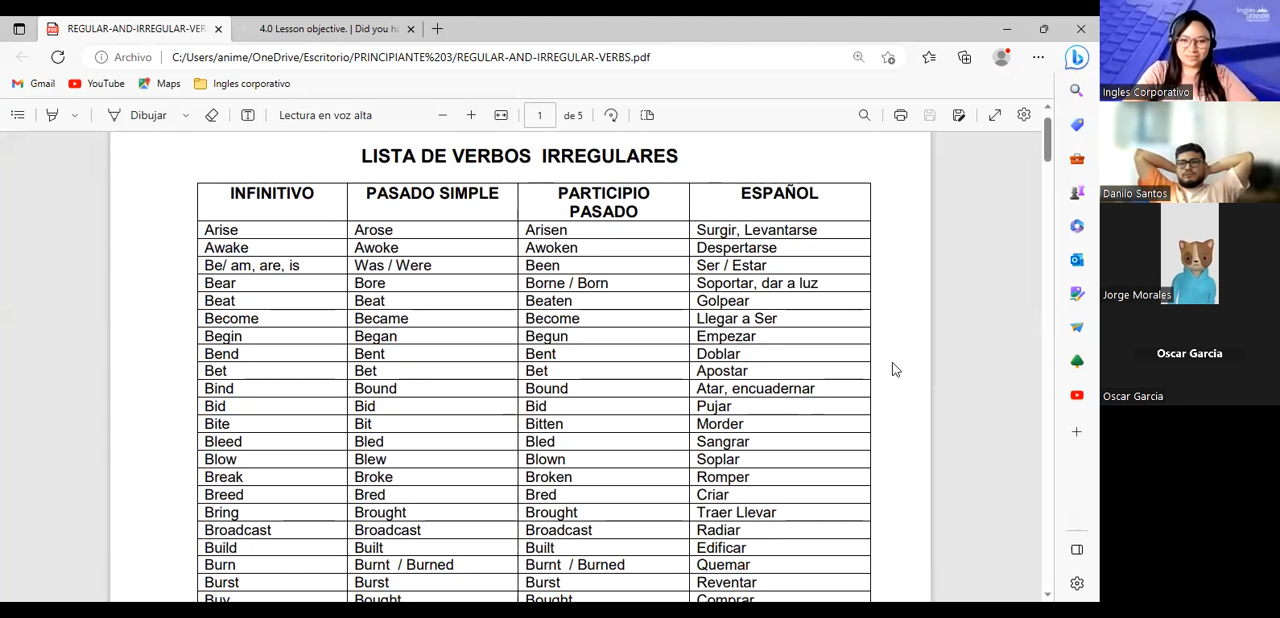 REGULAR-AND-IRREGULAR-VER
4.0 Lesson objective. | Did you h
Archivo
C:/Users/anime/OneDrive/Escritorio/PRINCIPIANTE%203/REGULAR-AND-IRREGULAR-VERBS.pdf
Gmail YouTube Maps Ingles corporativo
Dibujar Lectura en voz alta 1 de 5
LISTA DE VERBOS IRREGULARES
INFINITIVO PASADO SIMPLE PARTICIPIO PASADO ESPAÑOL
Arise Arose Arisen Surgir, Levantarse
Awake Awoke Awoken Despertarse
Be/ am, are, is Was / Were Been Ser / Estar
Bear Bore Borne / Born Soportar, dar a luz
Beat Beat Beaten Golpear
Become Became Become Llegar a Ser
Begin Began Begun Empezar
Bend Bent Bent Doblar
Bet Bet Bet Apostar
Bind Bound Bound Atar, encuadernar
Bid Bid Bid Pujar
Bite Bit Bitten Morder
Bleed Bled Bled Sangrar
Blow Blew Blown Soplar
Break Broke Broken Romper
Breed Bred Bred Criar
Bring Brought Brought Traer Llevar
Broadcast Broadcast Broadcast Radiar
Build Built Built Edificar
Burn Burnt / Burned Burnt / Burned Quemar
Burst Burst Burst Reventar
Buy Bought Bought Comprar
Ingles Corporativo
Danilo Santos
Jorge Morales
Oscar Garcia
Oscar Garcia